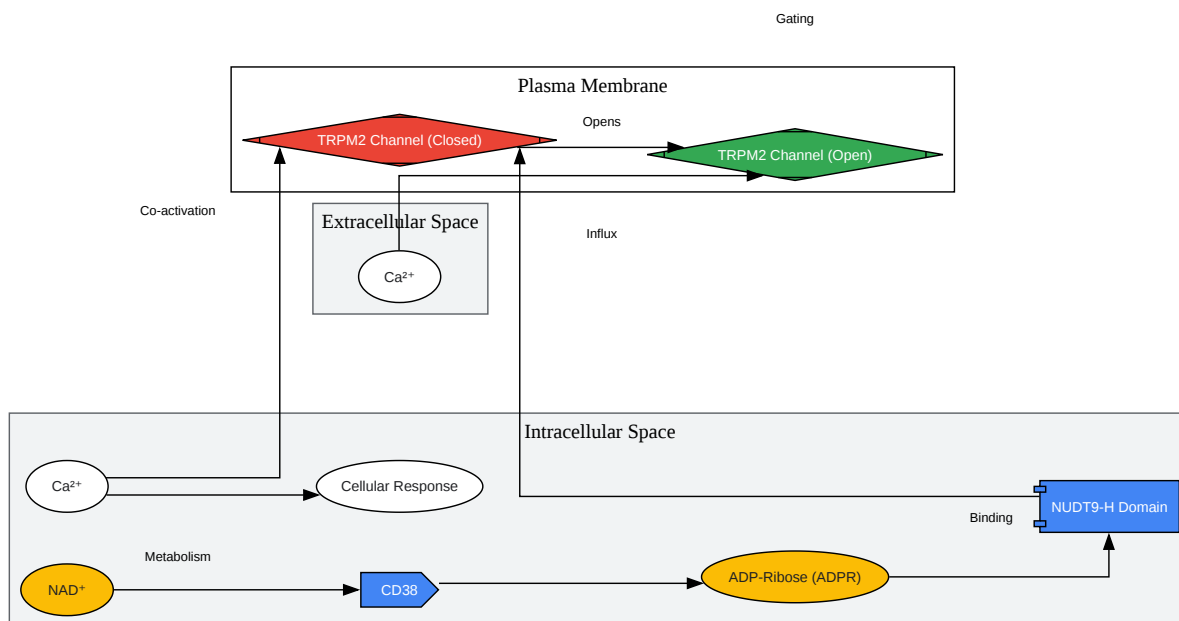 Gating
Plasma Membrane
Opens
TRPM2 Channel (Closed)
TRPM2 Channel (Open)
Co-activation
Extracellular Space
Influx
Ca²⁺
Intracellular Space
Ca²⁺
Cellular Response
NUDT9-H Domain
Binding
Metabolism
NAD⁺
CD38
ADP-Ribose (ADPR)